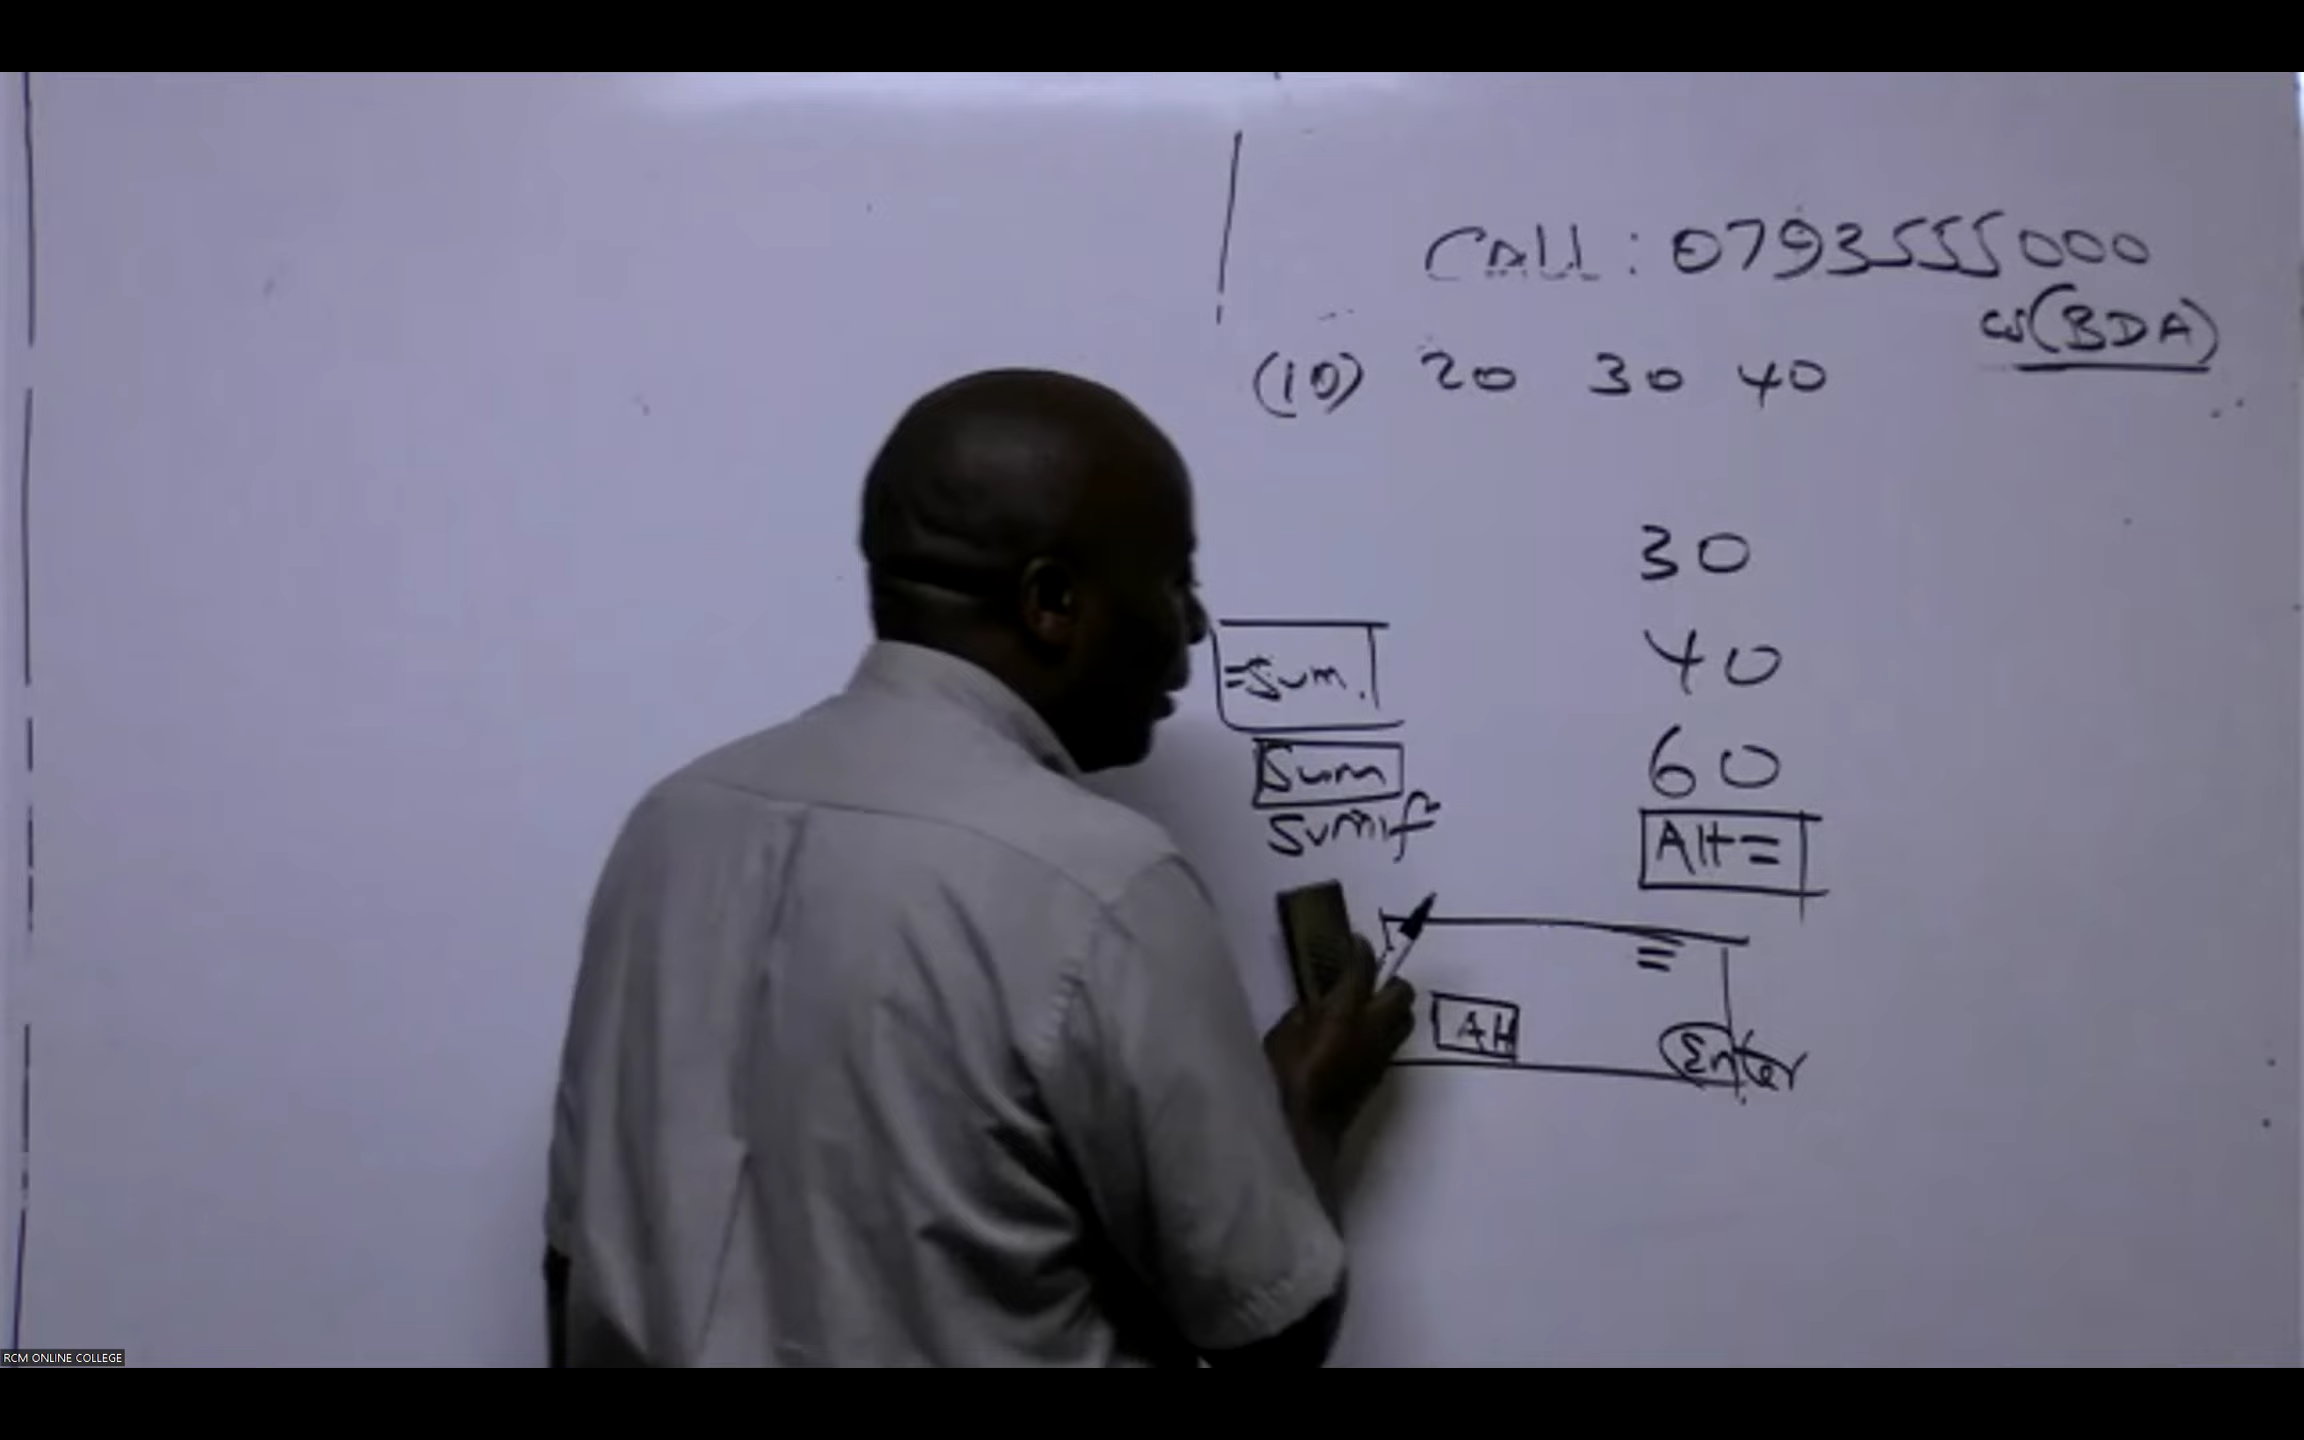 Call: 0793555000
cs(BDA)
(10) 20 30 40
30
40
60
=Sum.
Sum
Sumif
Alt=
=
Alt
Enter
RCM ONLINE COLLEGE